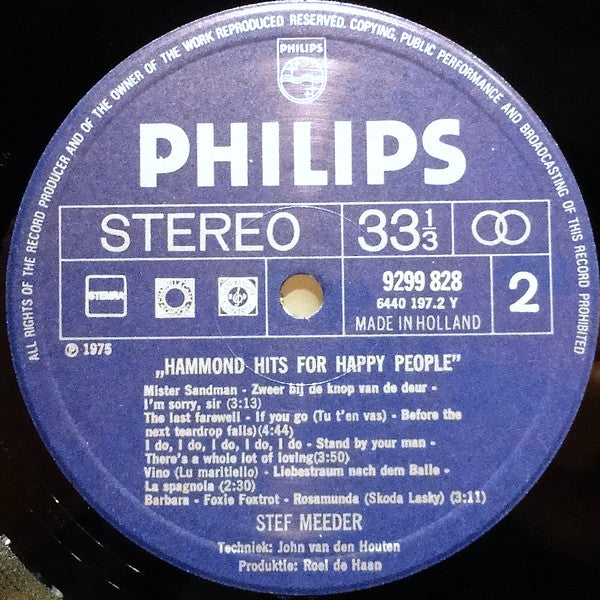 ALL RIGHTS OF THE RECORD PRODUCER AND OF THE OWNER OF THE WORK REPRODUCED RESERVED. COPYING, PUBLIC PERFORMANCE AND BROADCASTING OF THIS RECORD PROHIBITED
PHILIPS
PHILIPS
STEREO 33⅓
STEMRA 9299 828 2
6440 197.2 Y
MADE IN HOLLAND
℗ 1975
„HAMMOND HITS FOR HAPPY PEOPLE"
Mister Sandman - Zweer bij de knop van de deur -
I'm sorry, sir (3:13)
The last farewell - If you go (Tu t'en vas) - Before the
next teardrop falls)(4:44)
I do, I do, I do, I do, I do - Stand by your man -
There's a whole lot of loving(3:50)
Vino (Lu maritiello) - Liebestraum nach dem Balle -
La spagnola (2:30)
Barbara - Foxie Foxtrot - Rosamunda (Skoda Lasky) (3:11)
STEF MEEDER
Techniek: John van den Houten
Produktie: Roel de Haan